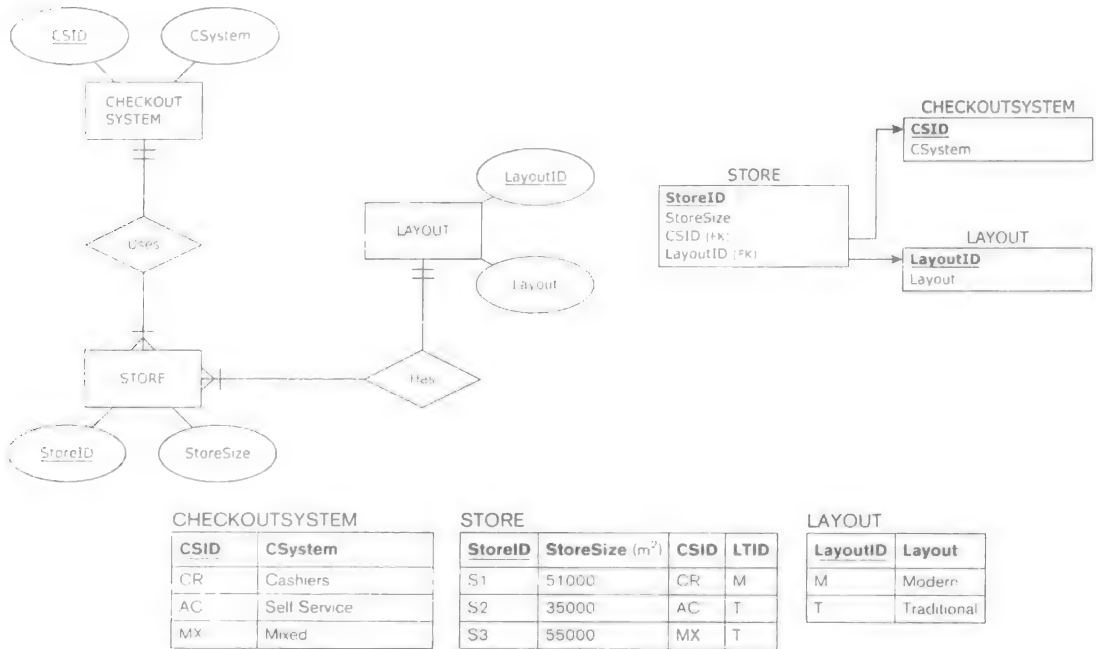 CSID
CSystem
CHECKOUT
SYSTEM
Uses
LayoutID
LAYOUT
Layout
Has
STORE
StoreID
StoreSize
CHECKOUTSYSTEM
CSID
CSystem
STORE
StoreID
StoreSize
CSID (FK)
LayoutID (FK)
LAYOUT
LayoutID
Layout
CHECKOUTSYSTEM
CSID CSystem
CR Cashiers
AC Self Service
MX Mixed
STORE
StoreID StoreSize (m²) CSID LTID
S1 51000 CR M
S2 35000 AC T
S3 55000 MX T
LAYOUT
LayoutID Layout
M Modern
T Traditional